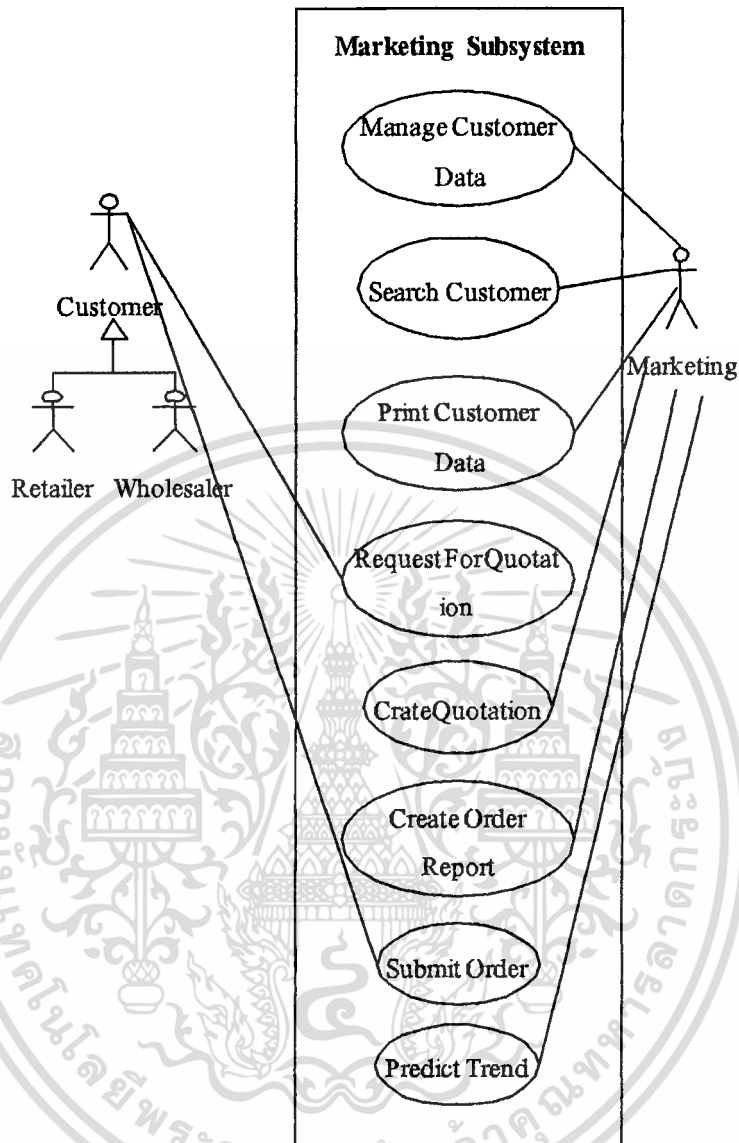 Marketing Subsystem
Manage Customer
Data
Customer
Search Customer
Marketing
Retailer Wholesaler
Print Customer
Data
RequestForQuotat
ion
CrateQuotation
Create Order
Report
Submit Order
Predict Trend